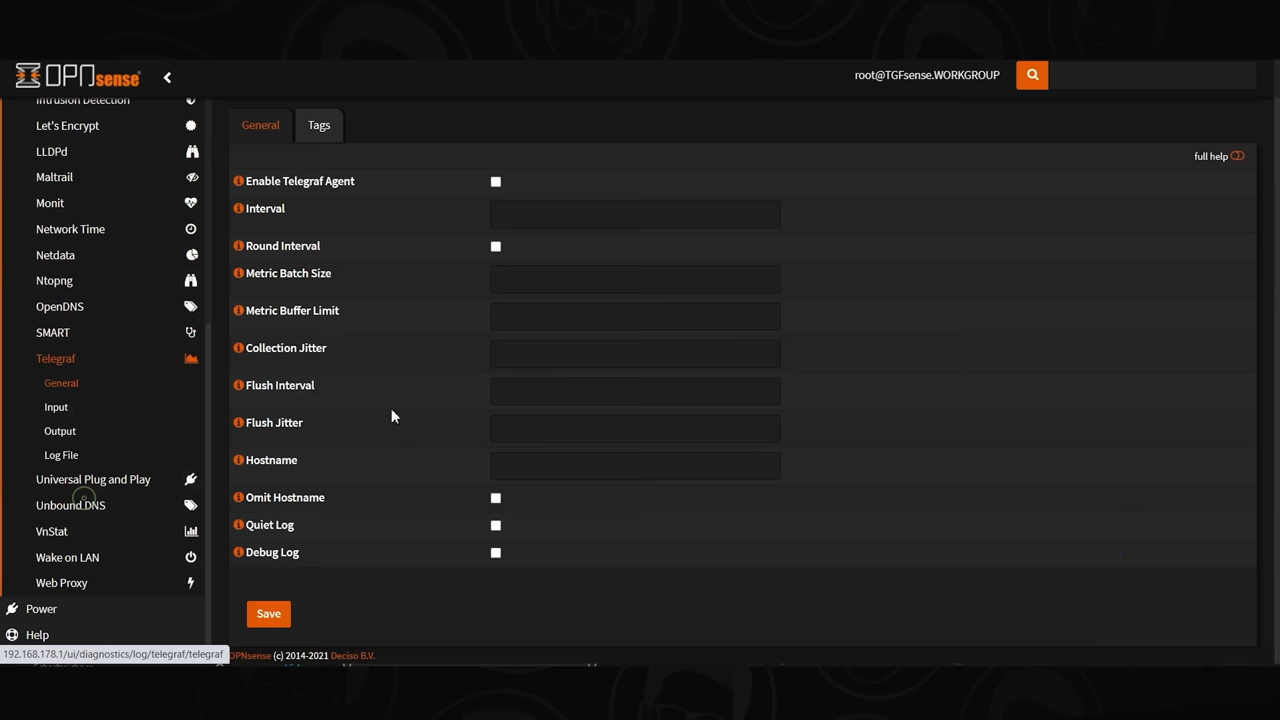 OPNsense
root@TGFsense.WORKGROUP
Intrusion Detection
Let's Encrypt
LLDPd
Maltrail
Monit
Network Time
Netdata
Ntopng
OpenDNS
SMART
Telegraf
General
Input
Output
Log File
Universal Plug and Play
Unbound DNS
VnStat
Wake on LAN
Web Proxy
Power
Help
192.168.178.1/ui/diagnostics/log/telegraf/telegraf
General
Tags
full help
Enable Telegraf Agent
Interval
Round Interval
Metric Batch Size
Metric Buffer Limit
Collection Jitter
Flush Interval
Flush Jitter
Hostname
Omit Hostname
Quiet Log
Debug Log
Save
OPNsense (c) 2014-2021 Deciso B.V.